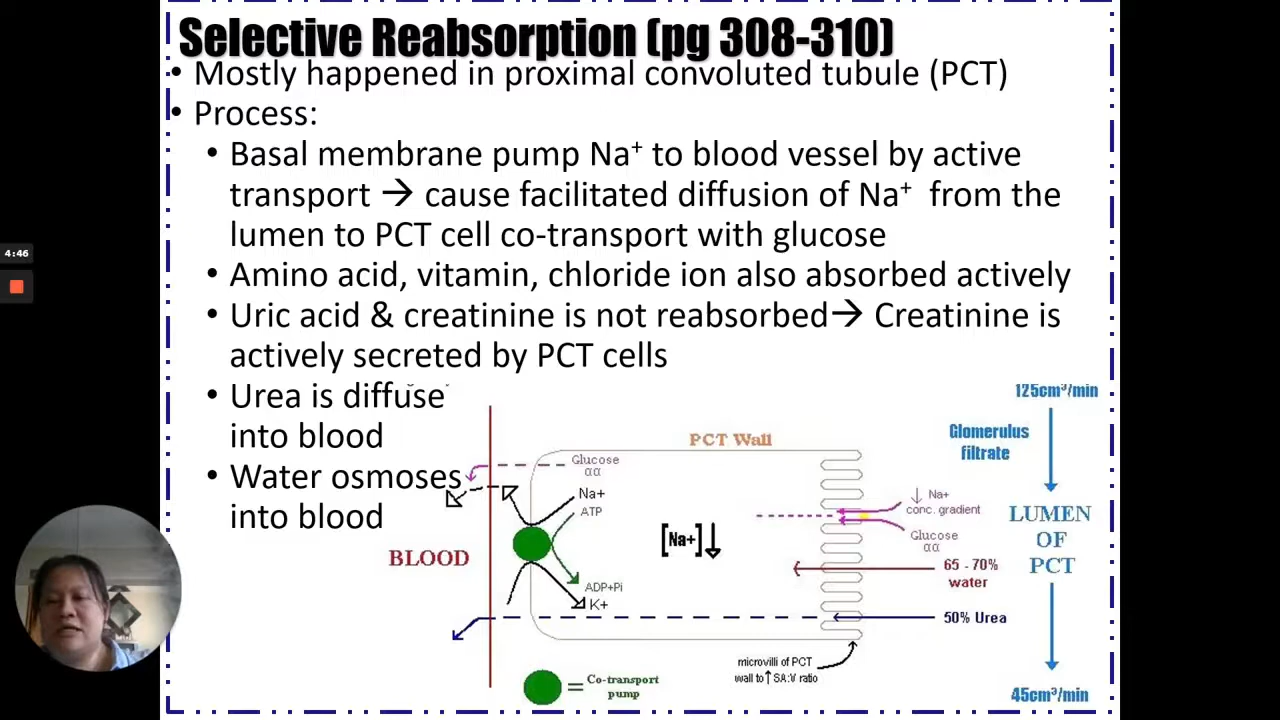 Selective Reabsorption (pg 308-310)
• Mostly happened in proximal convoluted tubule (PCT)
• Process:
• Basal membrane pump Na⁺ to blood vessel by active
transport → cause facilitated diffusion of Na⁺ from the
lumen to PCT cell co-transport with glucose
• Amino acid, vitamin, chloride ion also absorbed actively
• Uric acid & creatinine is not reabsorbed→ Creatinine is
actively secreted by PCT cells
• Urea is diffuse
into blood
• Water osmoses
into blood
4:46
125cm³/min
Glomerulus
filtrate
PCT Wall
Glucose
αα
Na+
ATP
[Na+]↓
BLOOD
ADP+Pi
K+
↓ Na+
conc. gradient
Glucose
αα
LUMEN
OF
PCT
65 - 70%
water
50% Urea
microvilli of PCT
wall to ↑ SA:V ratio
= Co-transport
pump
45cm³/min